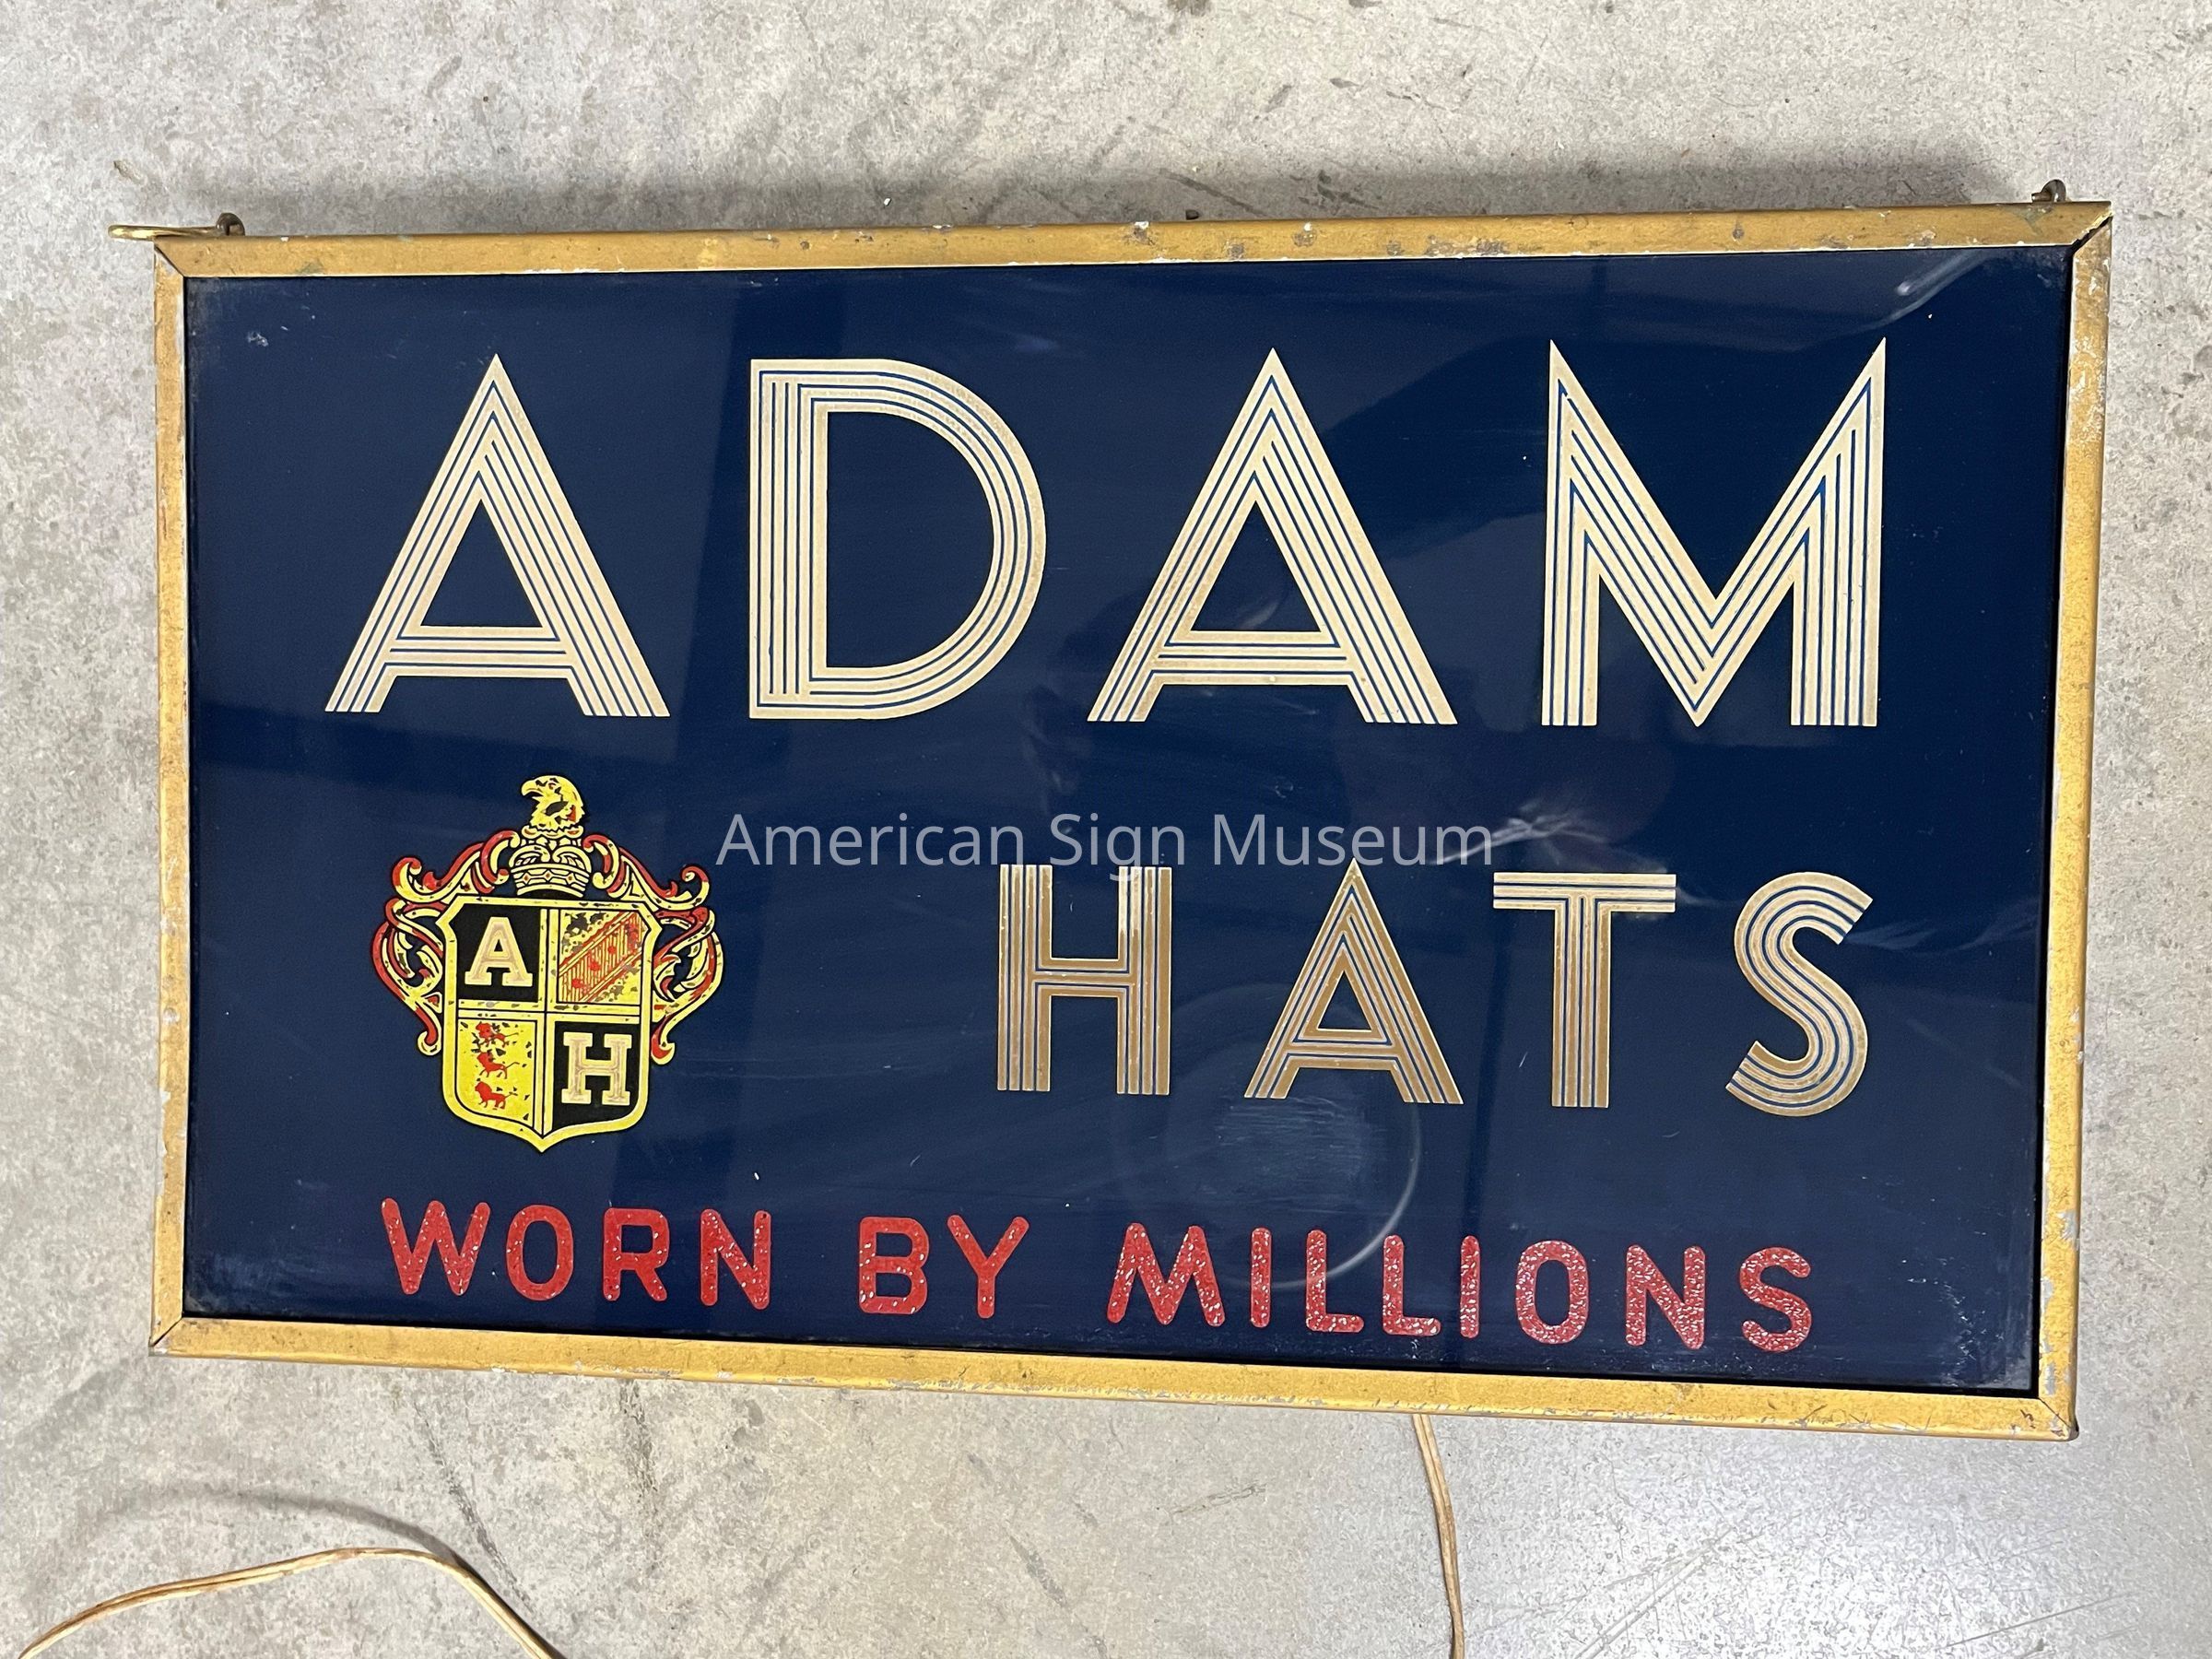 ADAM
American Sign Museum
HATS
A
H
WORN BY MILLIONS